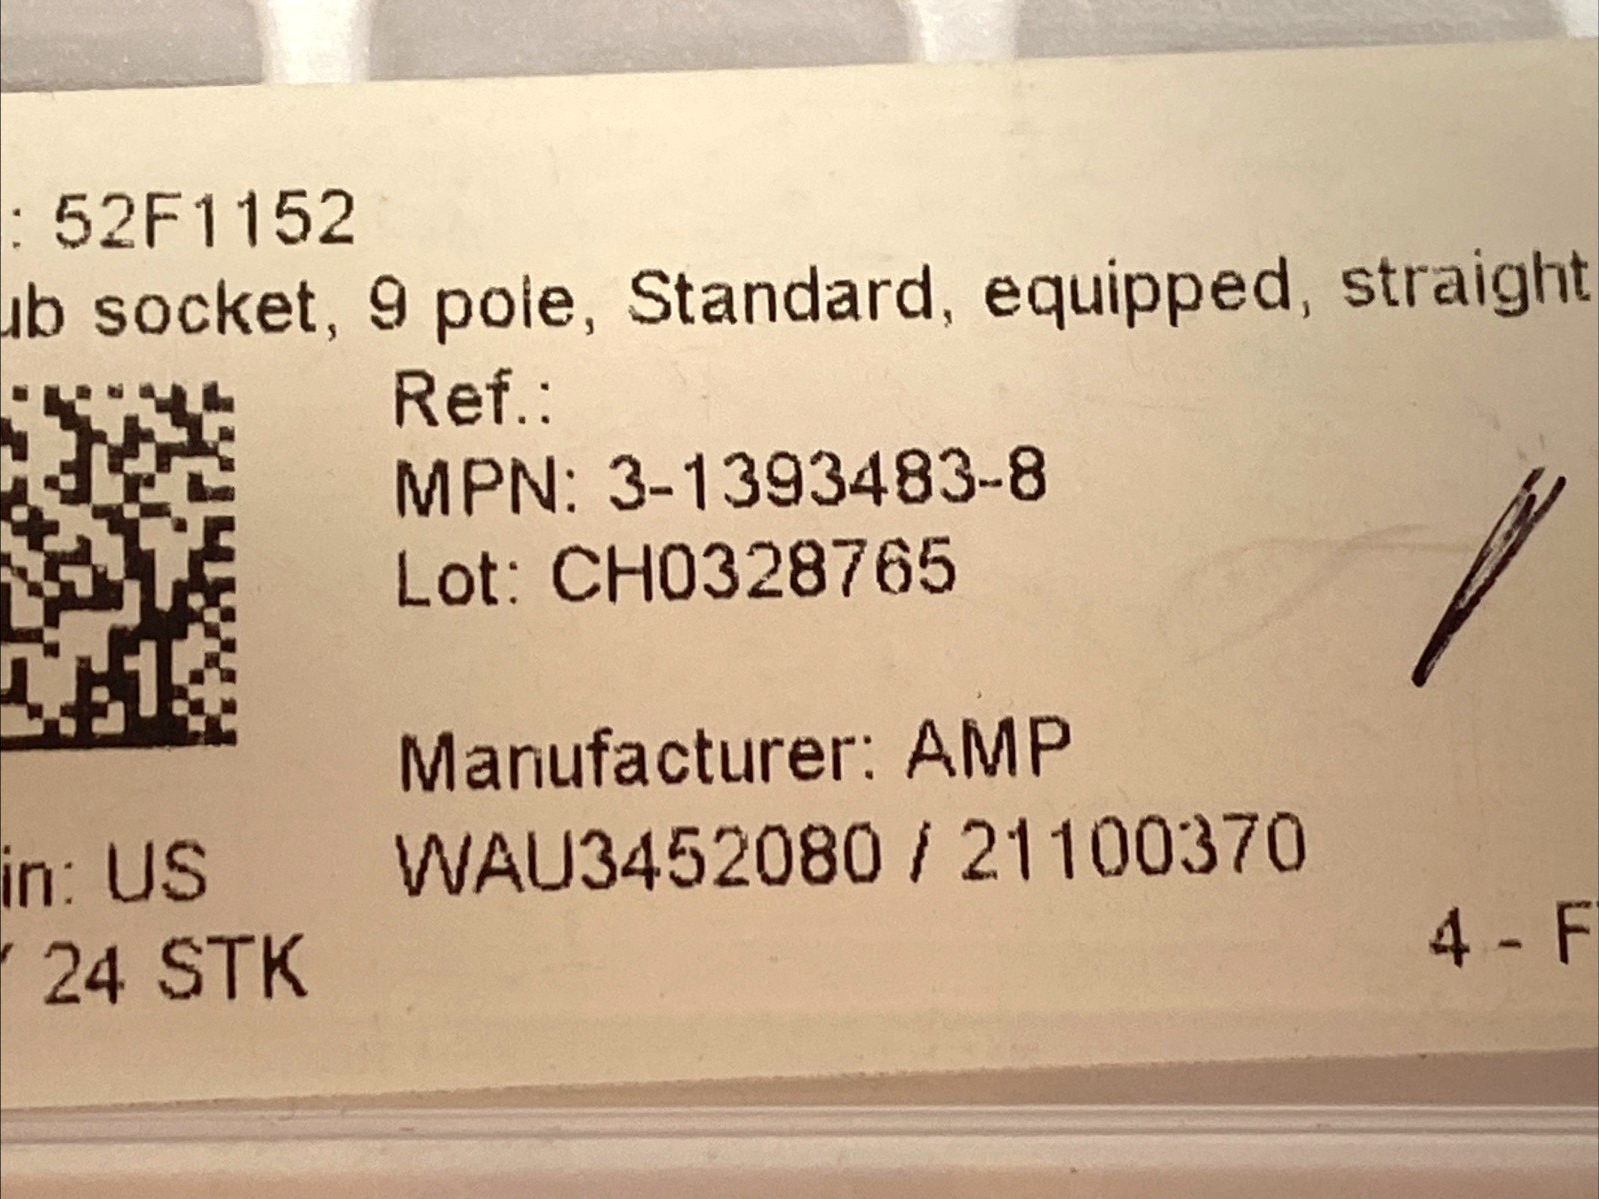 : 52F1152
ub socket, 9 pole, Standard, equipped, straight
Ref.:
MPN: 3-1393483-8
Lot: CH0328765
Manufacturer: AMP
in: US
WAU3452080 / 21100370
24 STK
4 - F